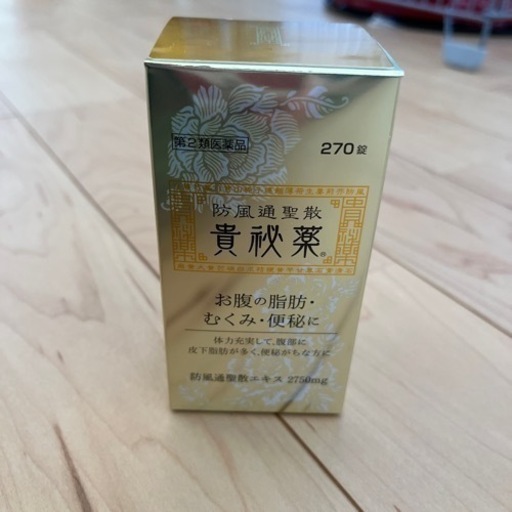 第2類医薬品
270錠
防風通聖散
貴祕薬®
お腹の脂肪・
むくみ・便秘に
体力充実して、腹部に
皮下脂肪が多く、便秘がちな方に
防風通聖散エキス 2750mg